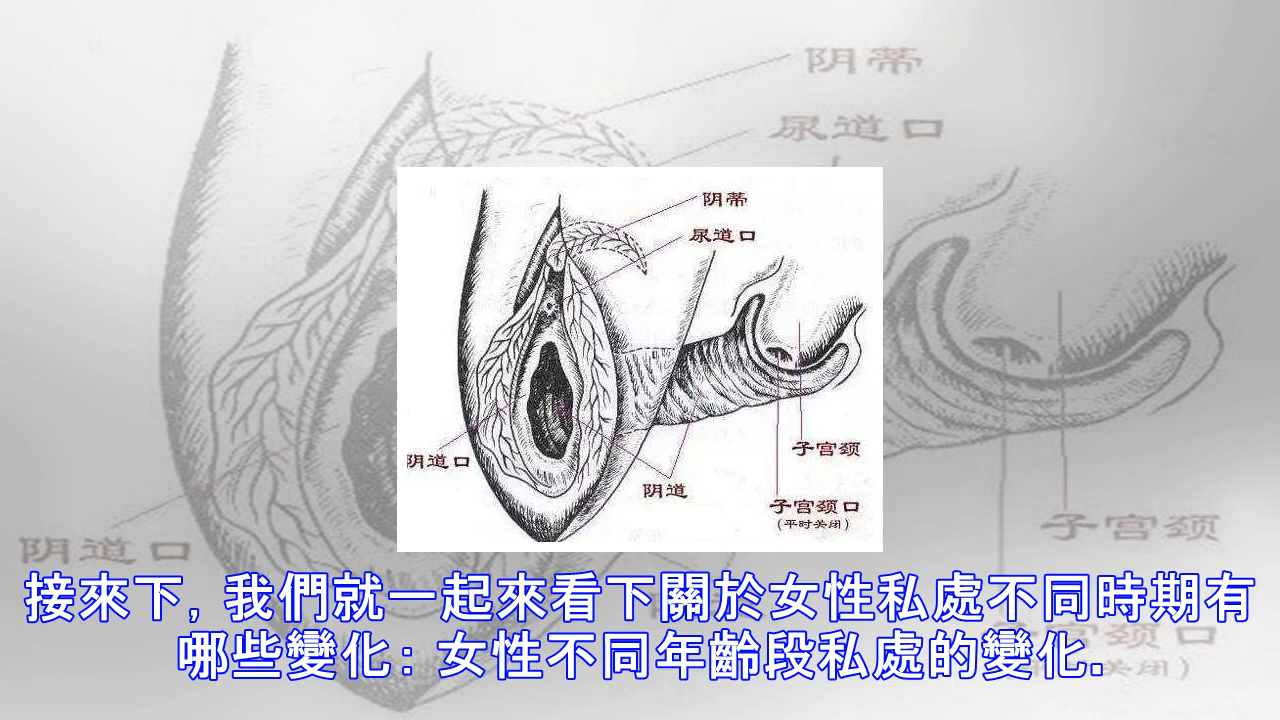 阴蒂
尿道口
阴蒂
尿道口
阴道口
子宫颈
阴道
子宫颈口
(平时关闭)
阴道口
子宫颈
接來下, 我們就一起來看下關於女性私處不同時期有
哪些變化: 女性不同年齡段私處的變化.